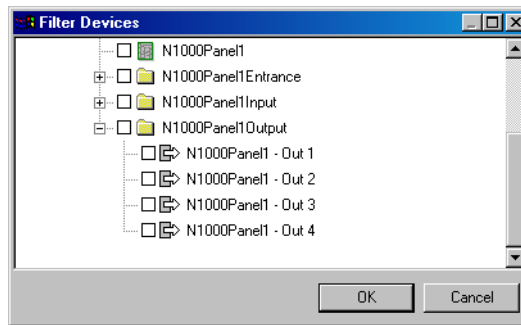 Filter Devices
N1000Panel1
N1000Panel1Entrance
N1000Panel1Input
N1000Panel1Output
N1000Panel1 - Out 1
N1000Panel1 - Out 2
N1000Panel1 - Out 3
N1000Panel1 - Out 4
OK Cancel